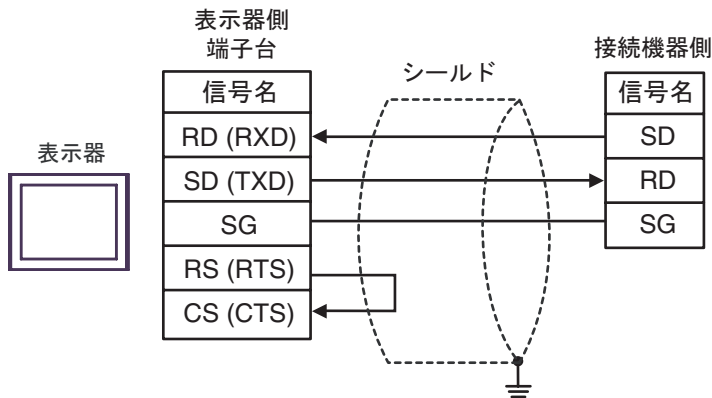 表示器側
端子台
接続機器側
シールド
信号名
信号名
RD (RXD)
SD
表示器
SD (TXD)
RD
SG
SG
RS (RTS)
CS (CTS)